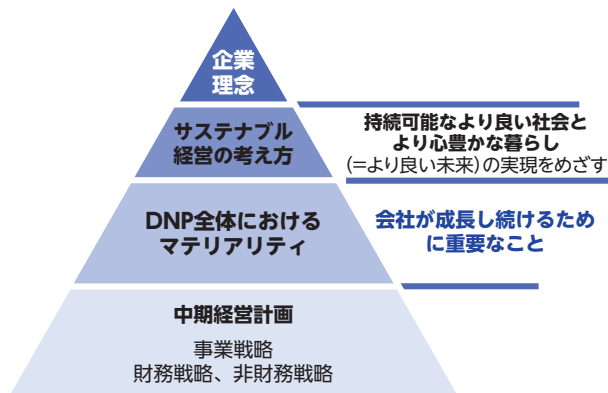 企業
理念
サステナブル
経営の考え方
持続可能なより良い社会と
より心豊かな暮らし
(=より良い未来)の実現をめざす
DNP全体における
マテリアリティ
会社が成長し続けるため
に重要なこと
中期経営計画
事業戦略
財務戦略、非財務戦略